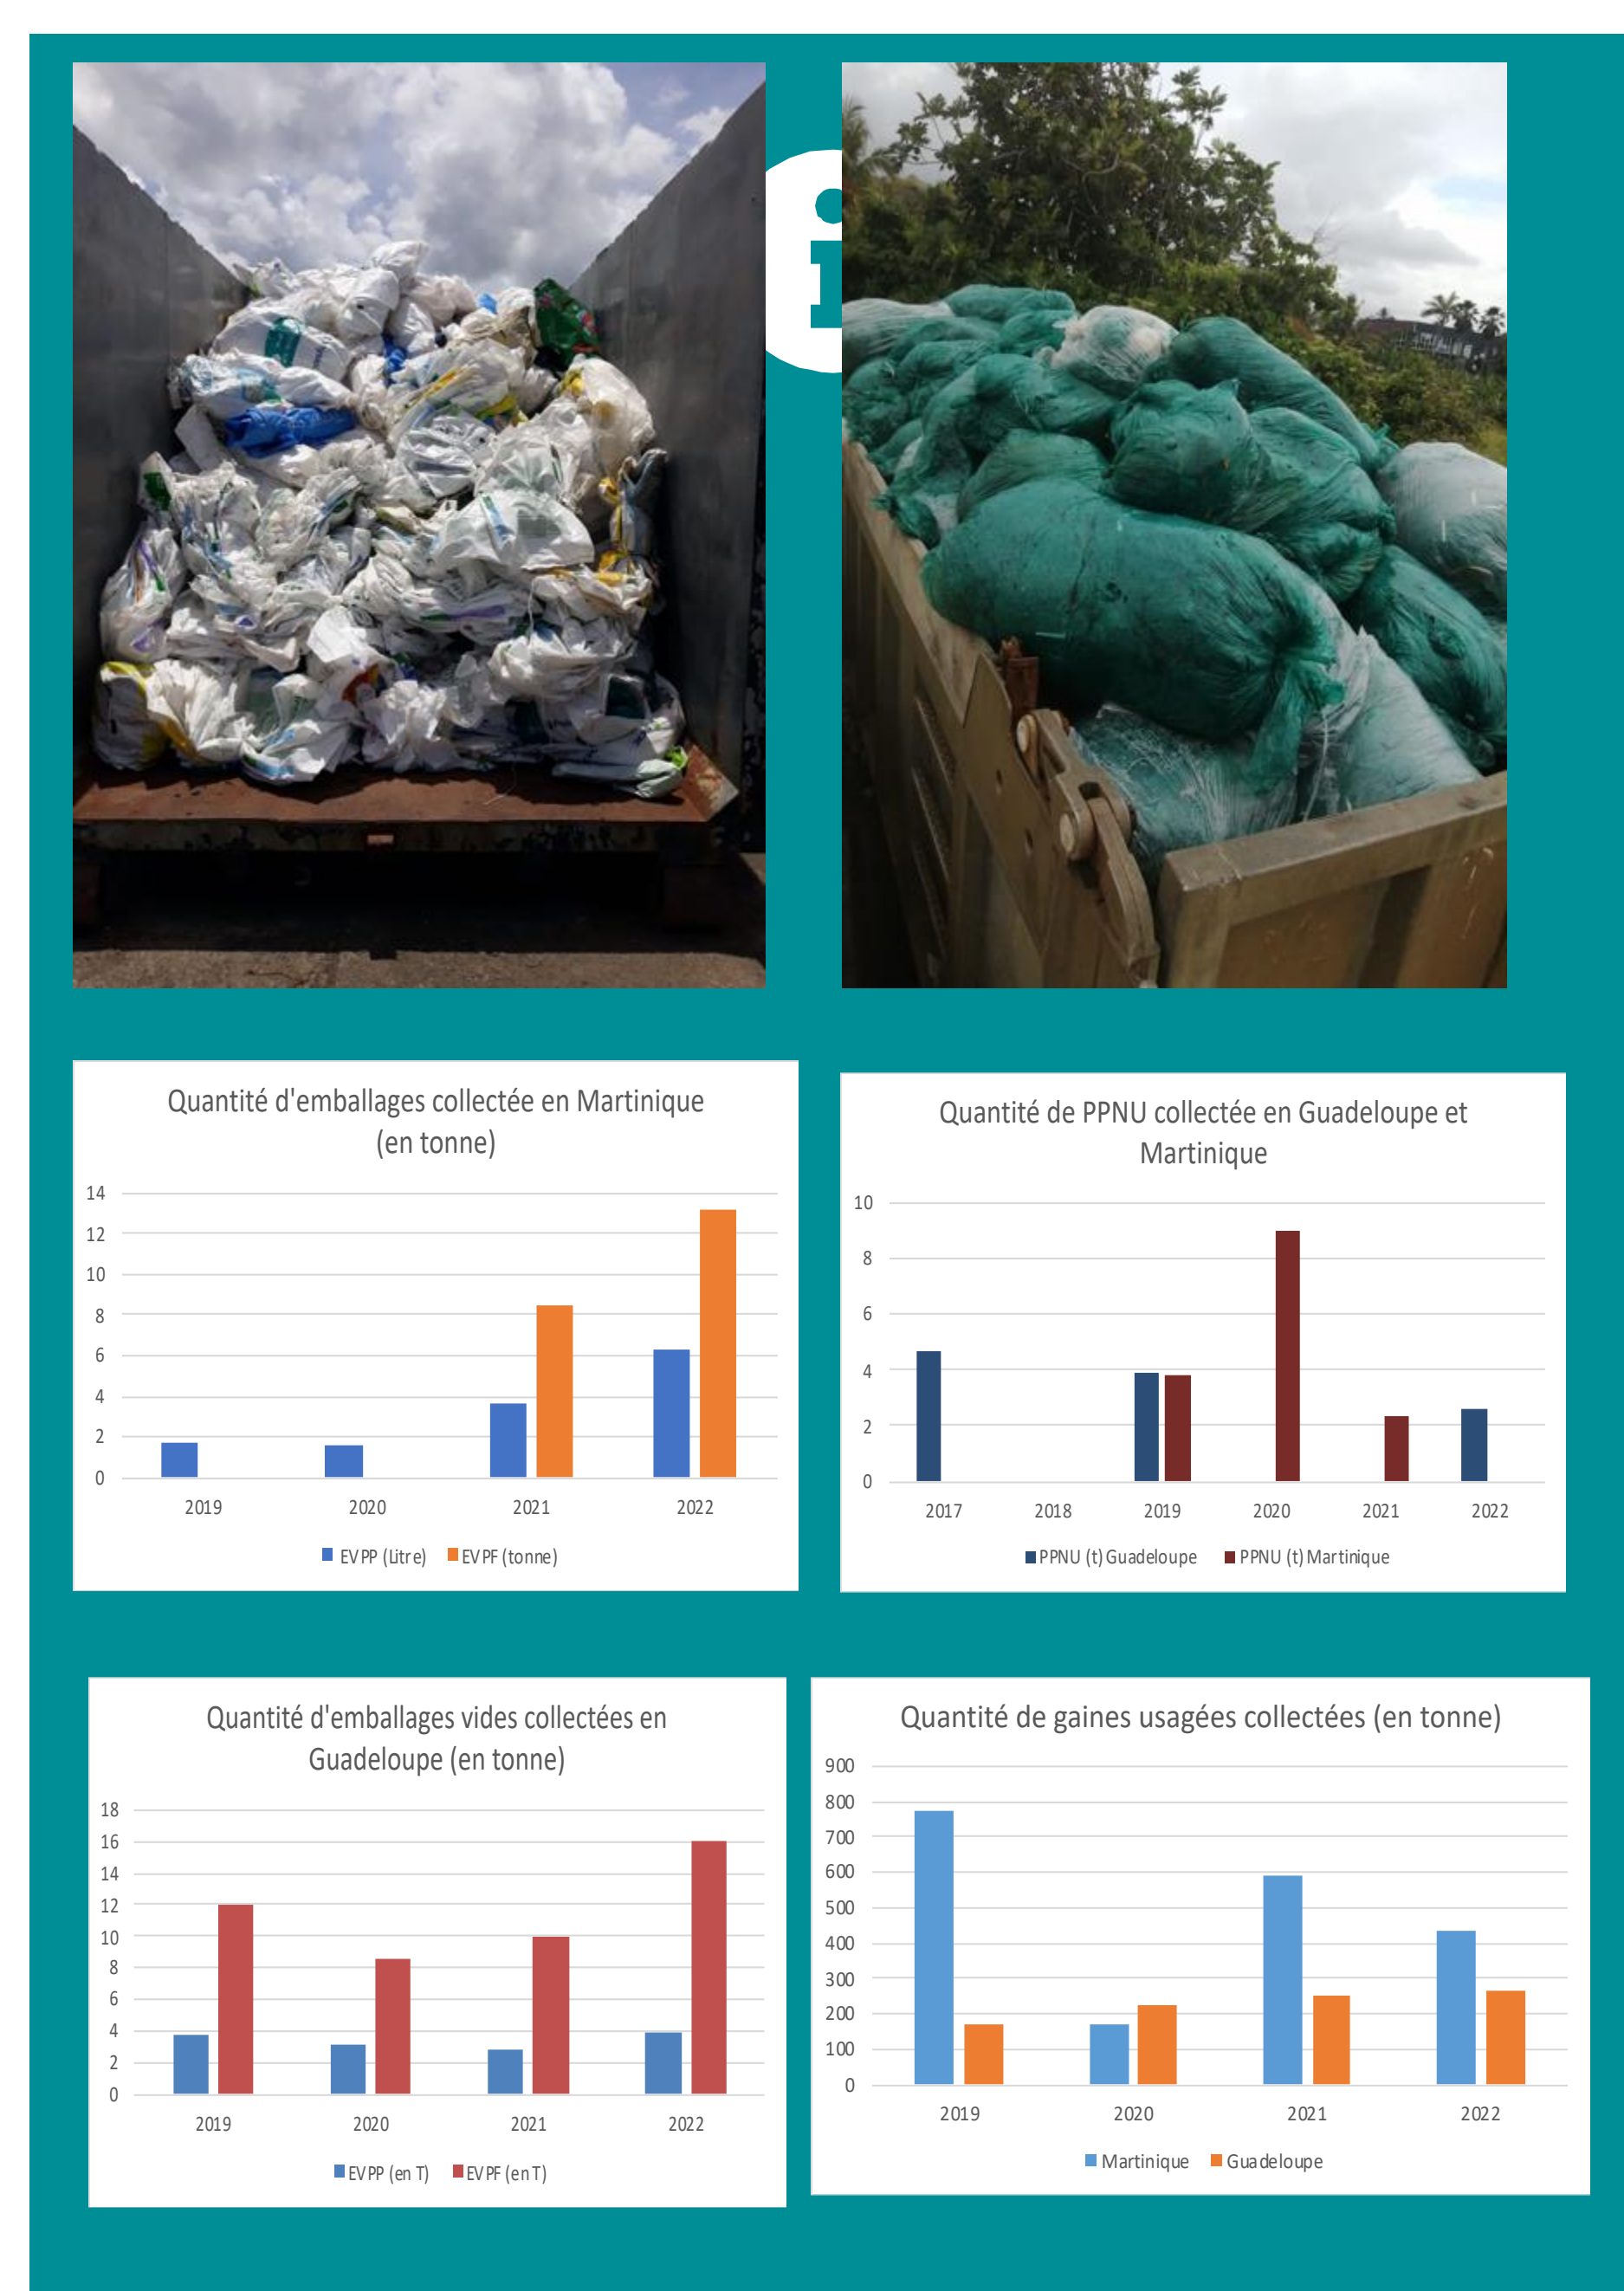 i
Quantité d'emballages collectée en Martinique
(en tonne)
14
12
10
8
6
4
2
0
2019 2020 2021 2022
EVPP (Litre) EVPF (tonne)
Quantité de PPNU collectée en Guadeloupe et
Martinique
10
8
6
4
2
0
2017 2018 2019 2020 2021 2022
PPNU (t) Guadeloupe PPNU (t) Martinique
Quantité d'emballages vides collectées en
Guadeloupe (en tonne)
18
16
14
12
10
8
6
4
2
0
2019 2020 2021 2022
EVPP (en T) EVPF (en T)
Quantité de gaines usagées collectées (en tonne)
900
800
700
600
500
400
300
200
100
0
2019 2020 2021 2022
Martinique Guadeloupe